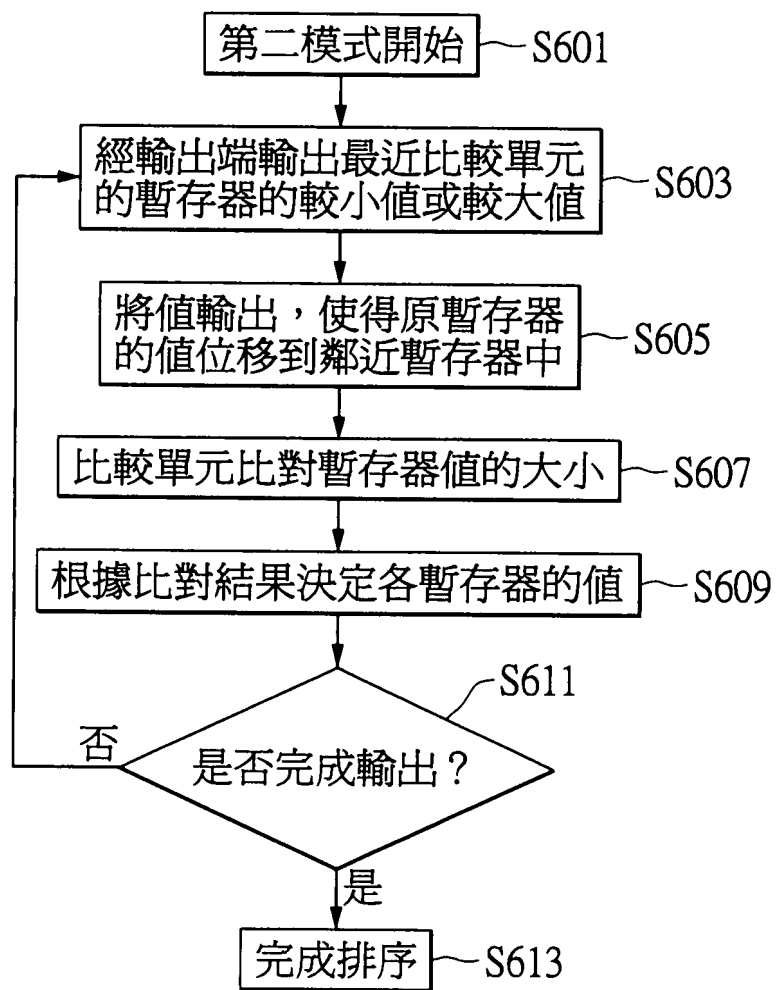 第二模式開始 S601
經輸出端輸出最近比較單元
的暫存器的較小值或較大值
S603
將值輸出，使得原暫存器
的值位移到鄰近暫存器中
S605
比較單元比對暫存器值的大小 S607
根據比對結果決定各暫存器的值 S609
S611
是否完成輸出？
否
是
完成排序 S613